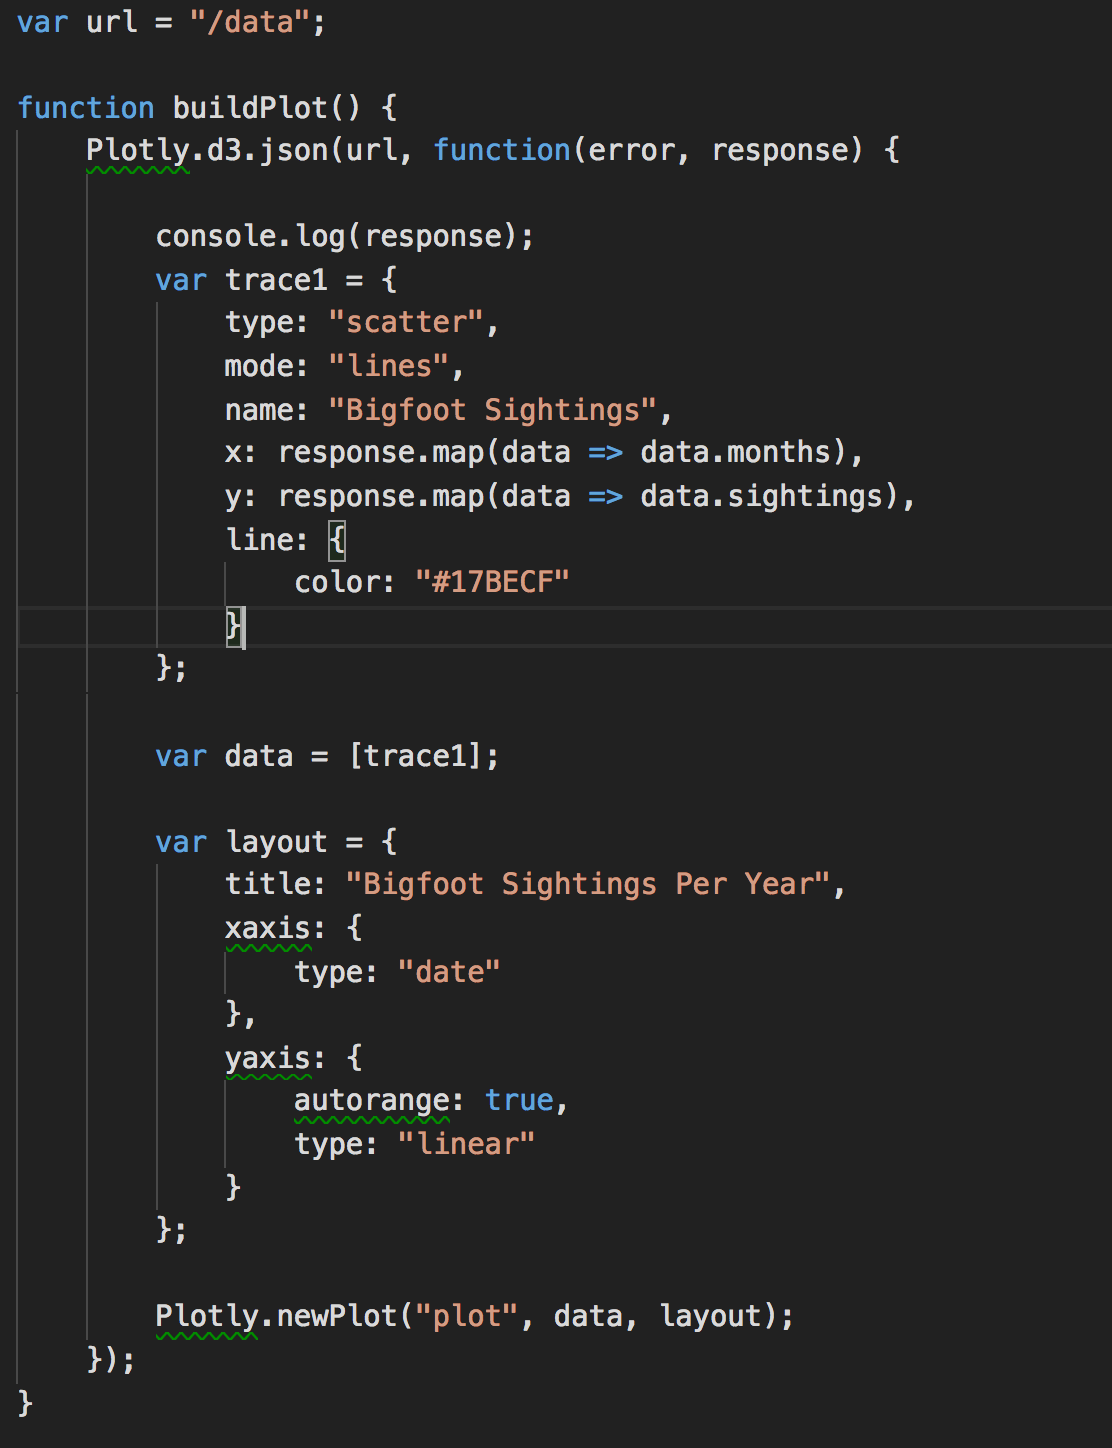 var url = "/data";

function buildPlot() {
    Plotly.d3.json(url, function(error, response) {

        console.log(response);
        var trace1 = {
            type: "scatter",
            mode: "lines",
            name: "Bigfoot Sightings",
            x: response.map(data => data.months),
            y: response.map(data => data.sightings),
            line: {
                color: "#17BECF"
            }
        };

        var data = [trace1];

        var layout = {
            title: "Bigfoot Sightings Per Year",
            xaxis: {
                type: "date"
            },
            yaxis: {
                autorange: true,
                type: "linear"
            }
        };

        Plotly.newPlot("plot", data, layout);
    });
}